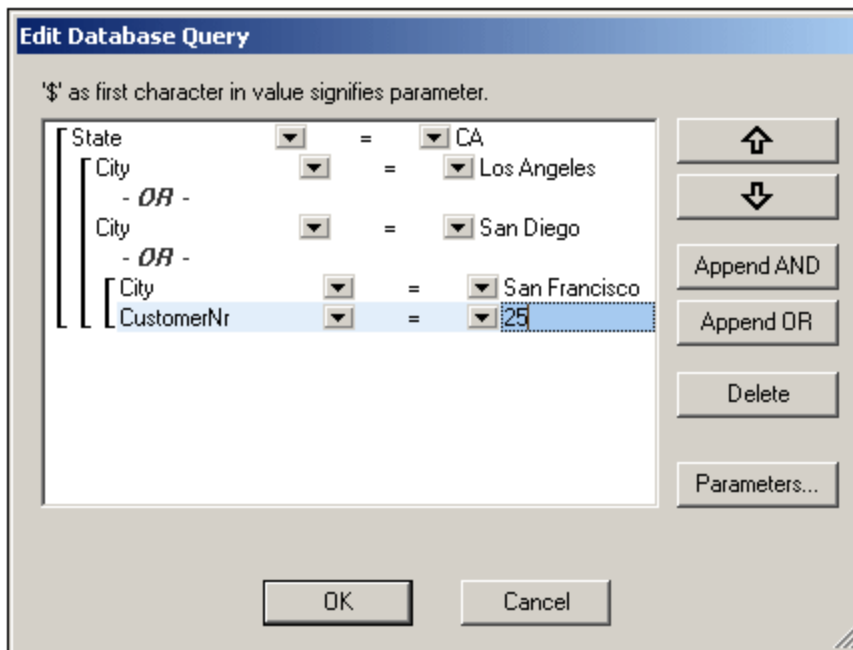 Edit Database Query
'$' as first character in value signifies parameter.
State = CA
City = Los Angeles
- OR -
City = San Diego
- OR -
City = San Francisco
CustomerNr = 25
Append AND
Append OR
Delete
Parameters...
OK Cancel